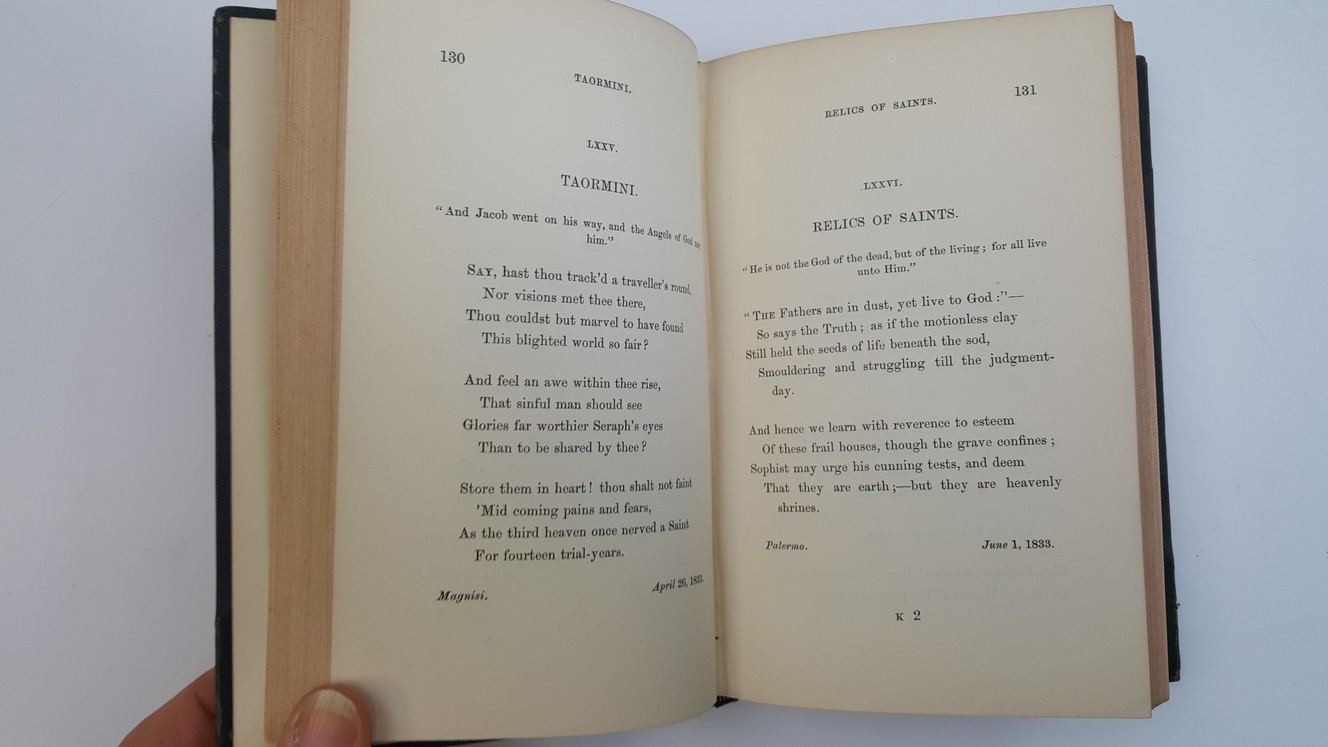 130
TAORMINI.
LXXV.
TAORMINI.
"And Jacob went on his way, and the Angels of God
him."
SAY, hast thou track'd a traveller's round,
Nor visions met thee there,
Thou couldst but marvel to have found
This blighted world so fair?
And feel an awe within thee rise,
That sinful man should see
Glories far worthier Seraph's eyes
Than to be shared by thee?
Store them in heart! thou shalt not faint
'Mid coming pains and fears,
As the third heaven once nerved a Saint
For fourteen trial-years.
Magnisi. April 26, 1833.
RELICS OF SAINTS. 131
LXXVI.
RELICS OF SAINTS.
"He is not the God of the dead, but of the living; for all live
unto Him."
"THE Fathers are in dust, yet live to God:"—
So says the Truth; as if the motionless clay
Still held the seeds of life beneath the sod,
Smouldering and struggling till the judgment-
day.
And hence we learn with reverence to esteem
Of these frail houses, though the grave confines;
Sophist may urge his cunning tests, and deem
That they are earth;—but they are heavenly
shrines.
Palermo. June 1, 1833.
K 2